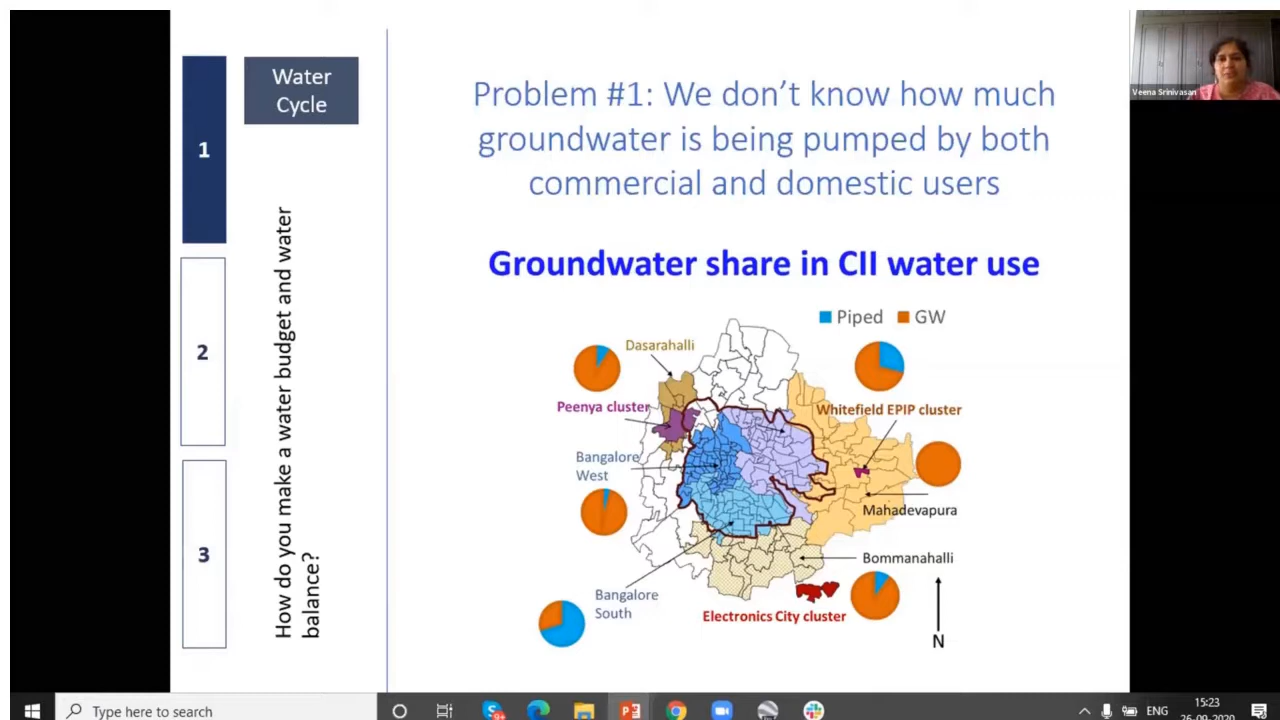 Water
Cycle
1
2
3
How do you make a water budget and water
balance?
Problem #1: We don’t know how much
groundwater is being pumped by both
commercial and domestic users
Groundwater share in CII water use
Piped
GW
Dasarahalli
Peenya cluster
Whitefield EPIP cluster
Bangalore
West
Mahadevapura
Bommanahalli
Bangalore
South
Electronics City cluster
N
Veena Srinivasan
Type here to search
ENG
15:23
26-09-2020